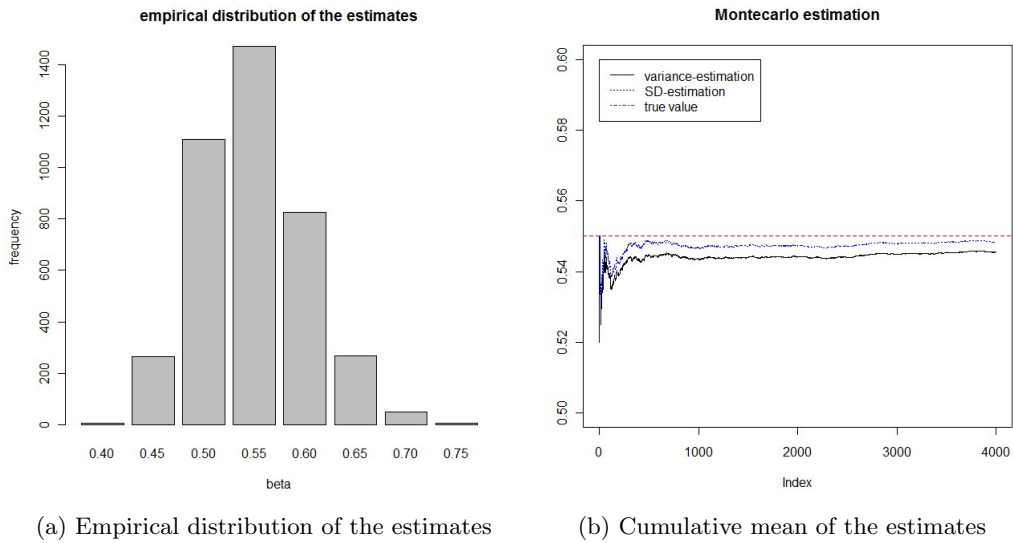 empirical distribution of the estimates
frequency
1400
1200
1000
800
600
400
200
0
0.40 0.45 0.50 0.55 0.60 0.65 0.70 0.75
beta
(a) Empirical distribution of the estimates
Montecarlo estimation
variance-estimation
SD-estimation
true value
0.60
0.58
0.56
0.54
0.52
0.50
0 1000 2000 3000 4000
Index
(b) Cumulative mean of the estimates